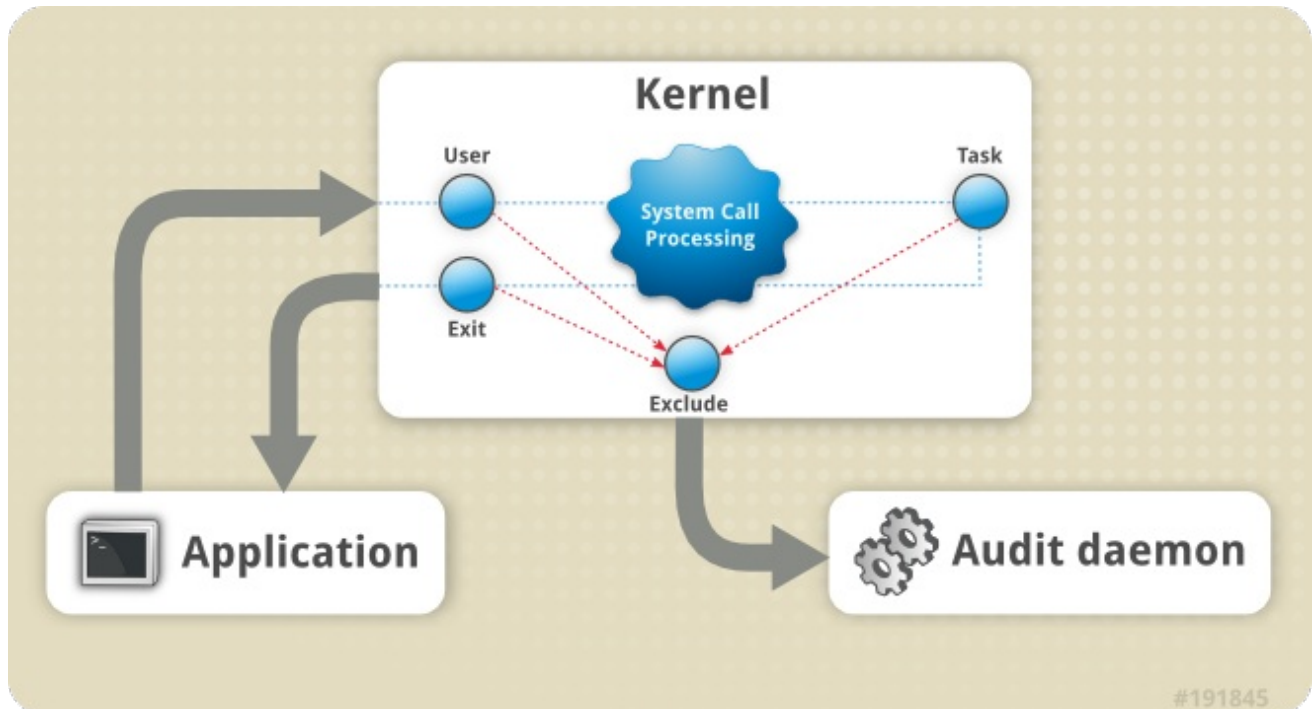 Kernel
User
Task
System Call
Processing
Exit
Exclude
>_
Application
Audit daemon
#191845